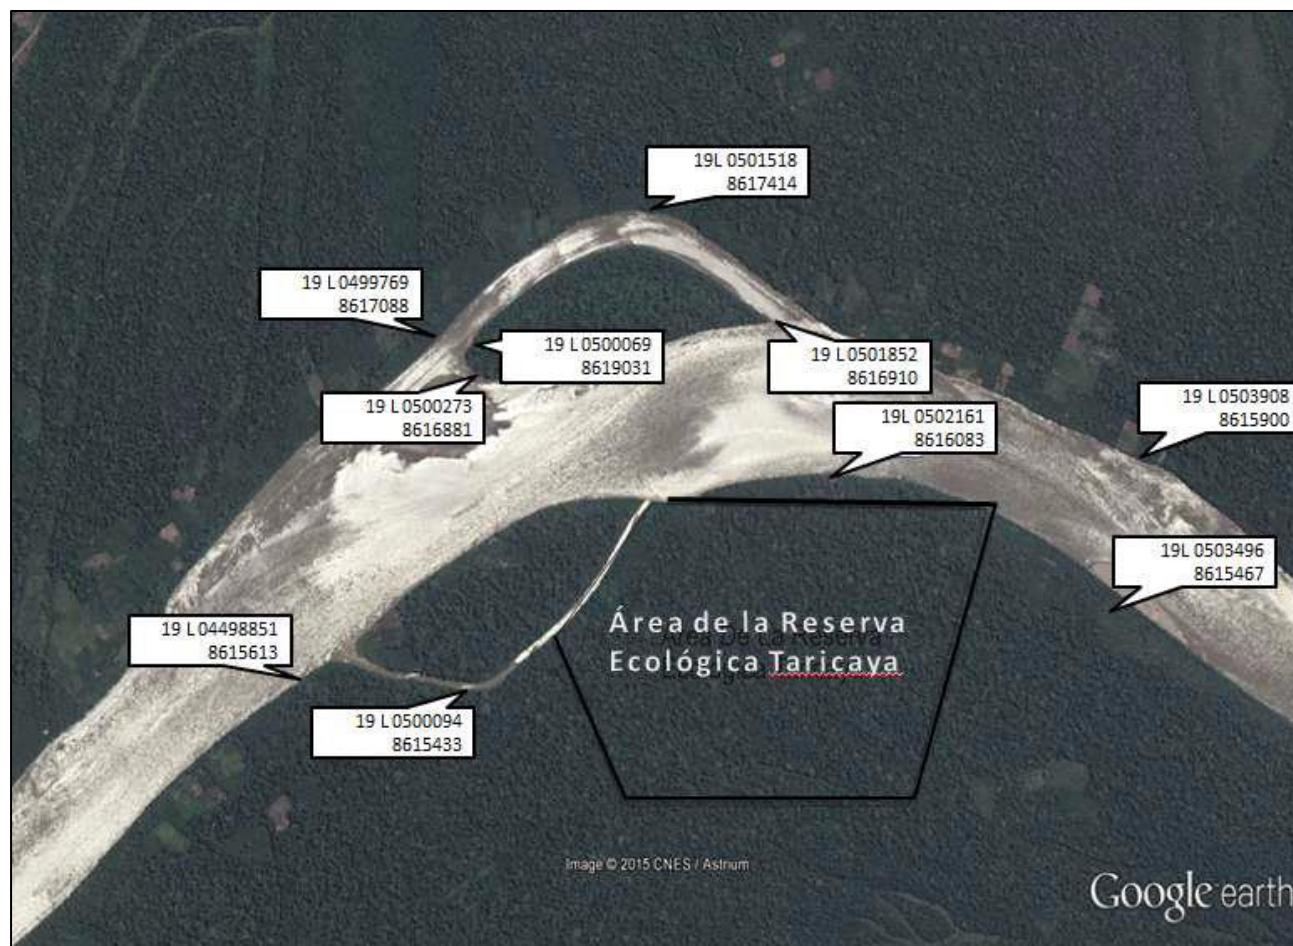 19L 0501518
8617414
19 L 0499769
8617088
19 L 0500069
8619031
19 L 0501852
8616910
19 L 0500273
8616881
19L 0502161
8616083
19 L 0503908
8615900
19L 0503496
8615467
Área de la Reserva
Ecológica Taricaya
19 L 04498851
8615613
19 L 0500094
8615433
Image © 2015 CNES / Astrium
Google earth